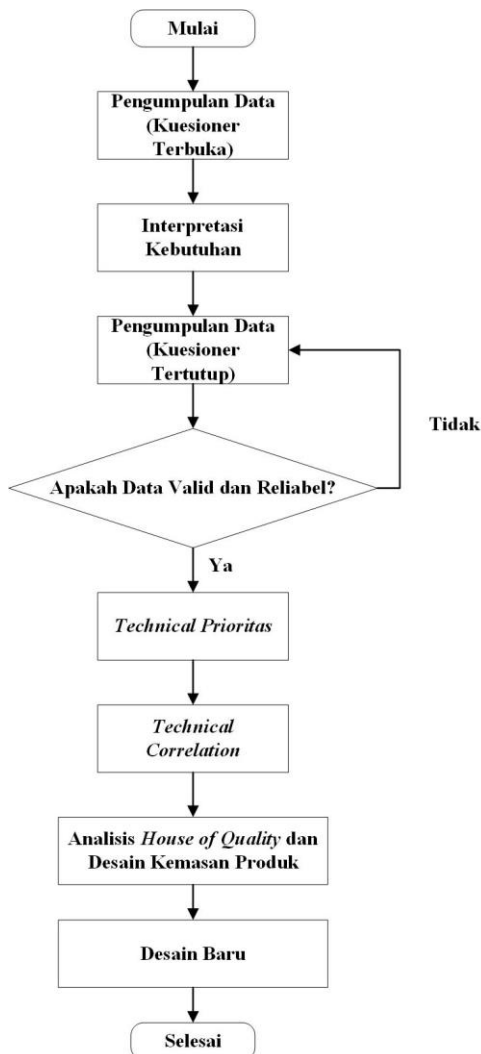 Mulai
Pengumpulan Data
(Kuesioner
Terbuka)
Interpretasi
Kebutuhan
Pengumpulan Data
(Kuesioner
Tertutup)
Tidak
Apakah Data Valid dan Reliabel?
Ya
Technical Prioritas
Technical
Correlation
Analisis House of Quality dan
Desain Kemasan Produk
Desain Baru
Selesai